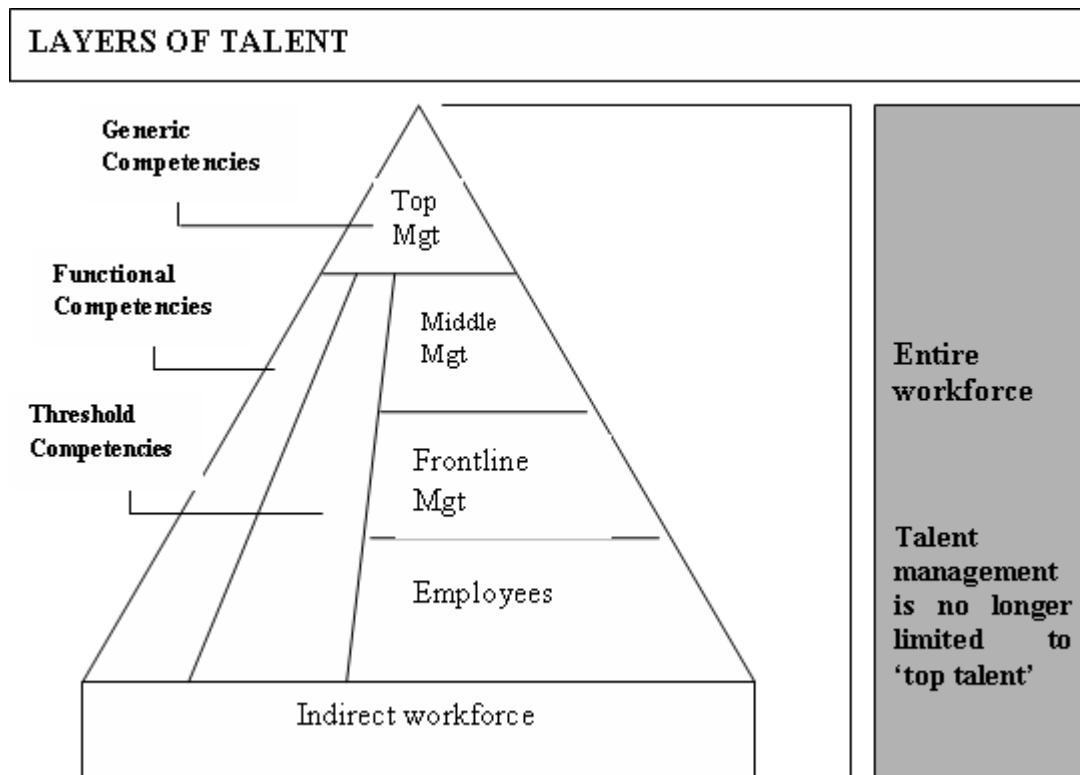 LAYERS OF TALENT
Generic
Competencies
Top
Mgt
Functional
Competencies
Middle
Mgt
Threshold
Competencies
Frontline
Mgt
Employees
Indirect workforce
Entire
workforce
Talent
management
is no longer
limited to
‘top talent’